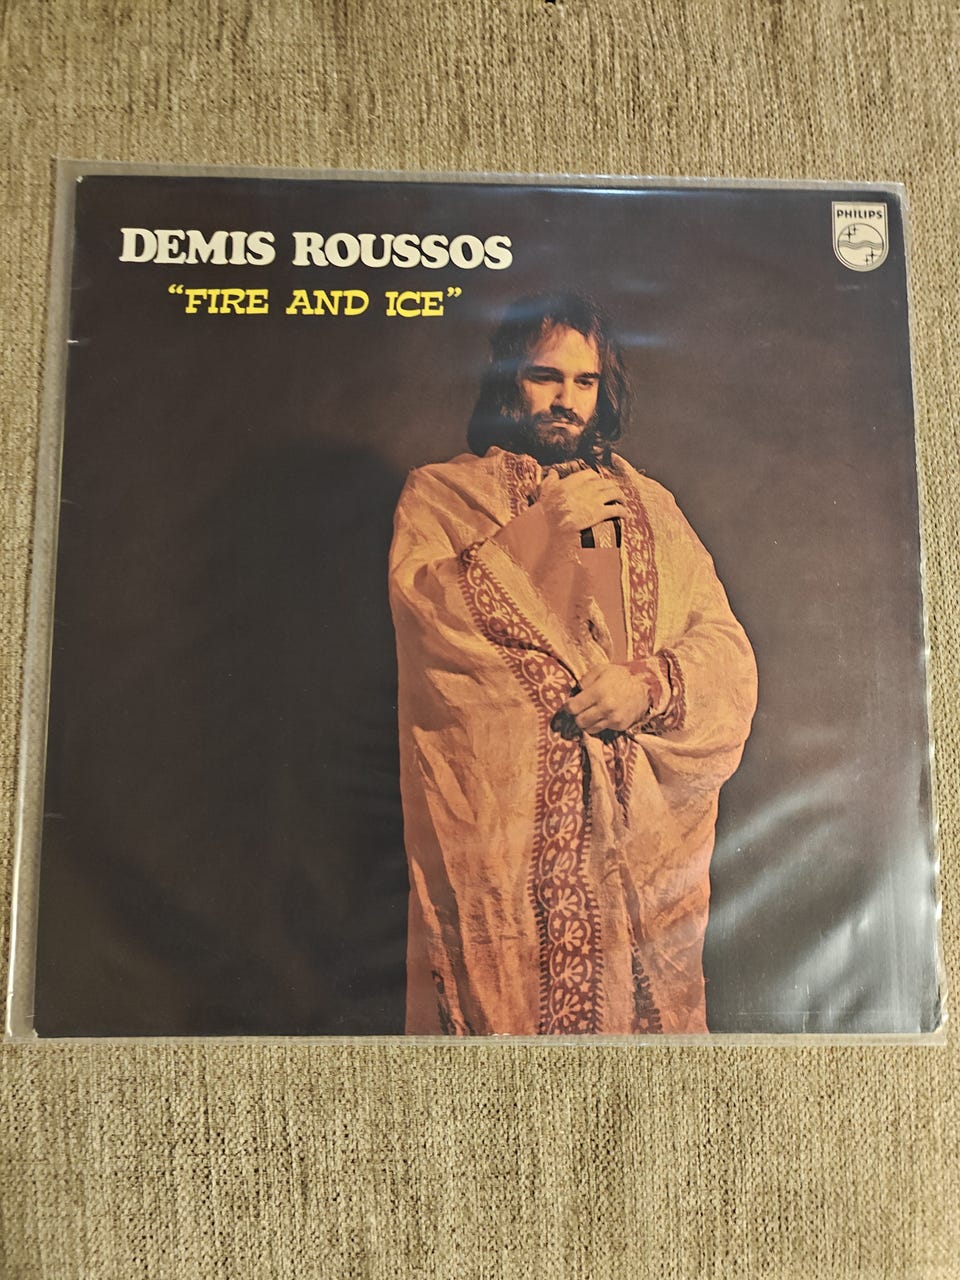 DEMIS ROUSSOS
“FIRE AND ICE”
PHILIPS